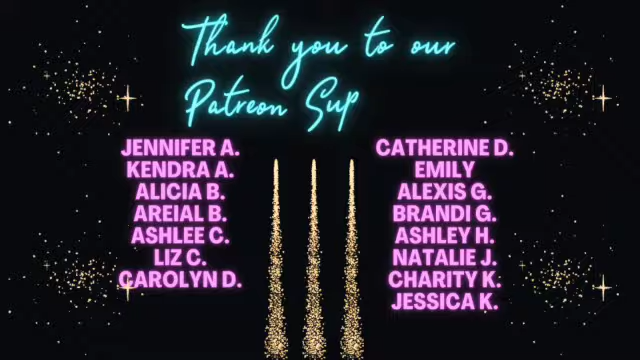 Thank you to our
Patreon Sup
JENNIFER A.
KENDRA A.
ALICIA B.
AREIAL B.
ASHLEE C.
LIZ C.
CAROLYN D.
CATHERINE D.
EMILY
ALEXIS G.
BRANDI G.
ASHLEY H.
NATALIE J.
CHARITY K.
JESSICA K.